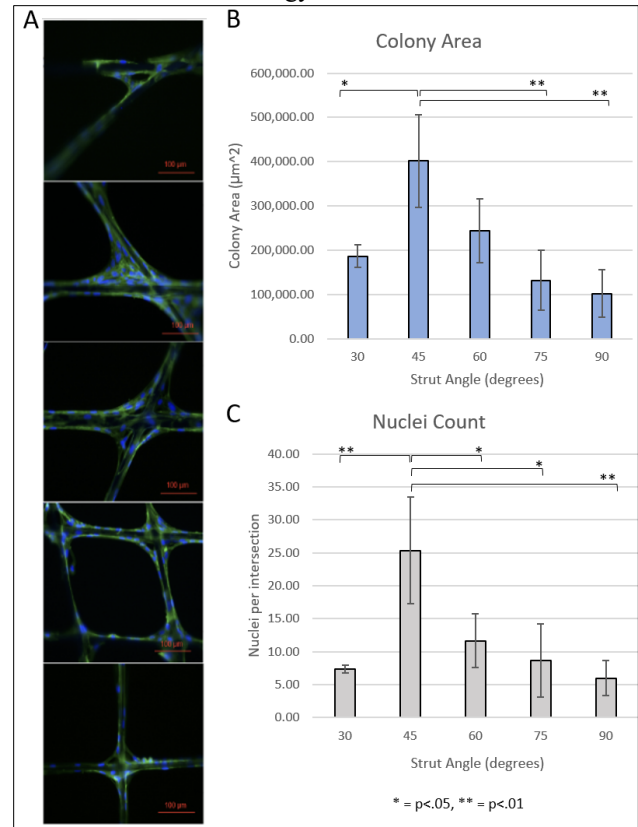 gy
A
100 µm
100 µm
100 µm
100 µm
100 µm
B
Colony Area
600,000.00
500,000.00
400,000.00
300,000.00
200,000.00
100,000.00
0.00
Colony Area (µm^2)
* ** **
30 45 60 75 90
Strut Angle (degrees)
C
Nuclei Count
40.00
35.00
30.00
25.00
20.00
15.00
10.00
5.00
0.00
Nuclei per intersection
** * * **
30 45 60 75 90
Strut Angle (degrees)
* = p<.05, ** = p<.01